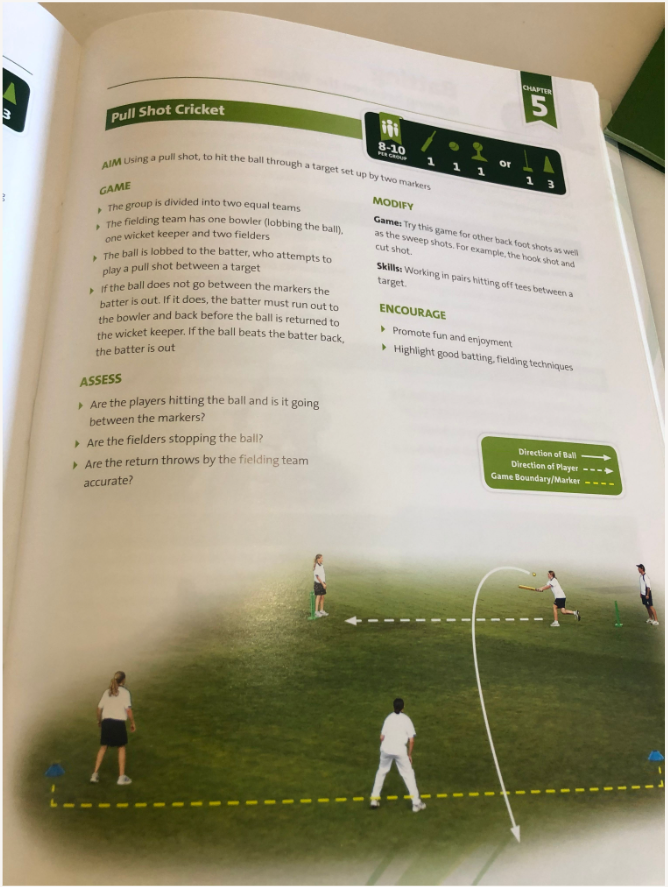 CHAPTER
5
3
Pull Shot Cricket
8-10
PER GROUP
1
1
1
or
1
3
AIM Using a pull shot, to hit the ball through a target set up by two markers
GAME
The group is divided into two equal teams
The fielding team has one bowler (lobbing the ball),
one wicket keeper and two fielders
The ball is lobbed to the batter, who attempts to
play a pull shot between a target
If the ball does not go between the markers the
batter is out. If it does, the batter must run out to
the bowler and back before the ball is returned to
the wicket keeper. If the ball beats the batter back,
the batter is out
ASSESS
Are the players hitting the ball and is it going
between the markers?
Are the fielders stopping the ball?
Are the return throws by the fielding team
accurate?
MODIFY
Game: Try this game for other back foot shots as well
as the sweep shots. For example, the hook shot and
cut shot.
Skills: Working in pairs hitting off tees between a
target.
ENCOURAGE
Promote fun and enjoyment
Highlight good batting, fielding techniques
Direction of Ball
Direction of Player
Game Boundary/Marker